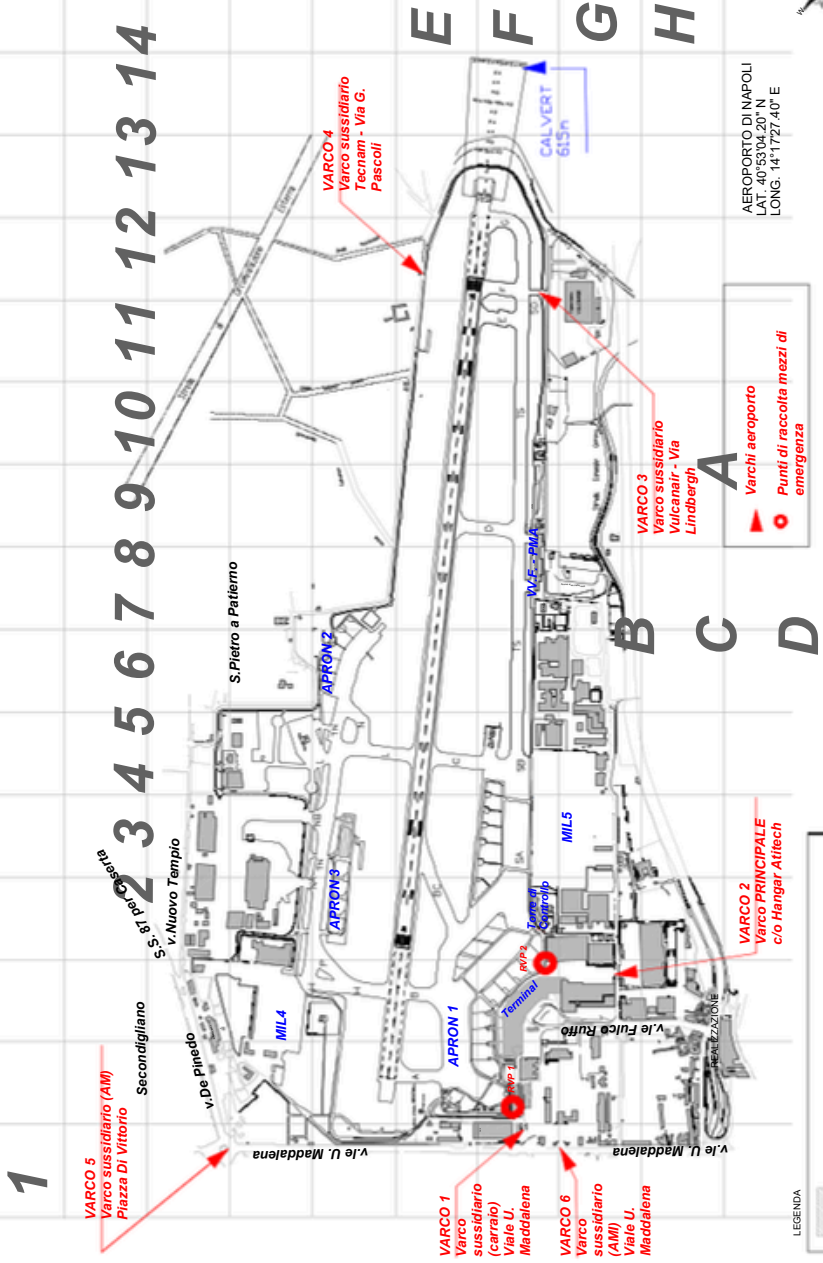 1
2 3 4 5 6 7 8 9 10 11 12 13 14
E
F
G
H
A
B
C
D
VARCO 4
Varco sussidiario
Tecnam - Via G.
Pascoli
CALVERT
615m
AEROPORTO DI NAPOLI
LAT. 40°53'04.20" N
LONG. 14°17'27.40" E
VARCO 3
Varco sussidiario
Vulcanair - Via
Lindbergh
Varchi aeroporto
Punti di raccolta mezzi di
emergenza
S.Pietro a Patierno
APRON 2
VV.F. - PMA
S.S. 87 per Caserta
v.Nuovo Tempio
APRON 3
MIL5
Torre di
Controllo
RVP 2
Terminal
VARCO 2
Varco PRINCIPALE
c/o Hangar Atitech
Secondigliano
v.De Pinedo
MIL4
APRON 1
RVP 1
v.le Fulco Ruffo
REALIZZAZIONE
VARCO 5
Varco sussidiario (AM)
Piazza Di Vittorio
v.le U. Maddalena
v.le U. Maddalena
VARCO 1
Varco
sussidiario
(carraio)
Viale U.
Maddalena
VARCO 6
Varco
sussidiario
(AMI)
Viale U.
Maddalena
LEGENDA